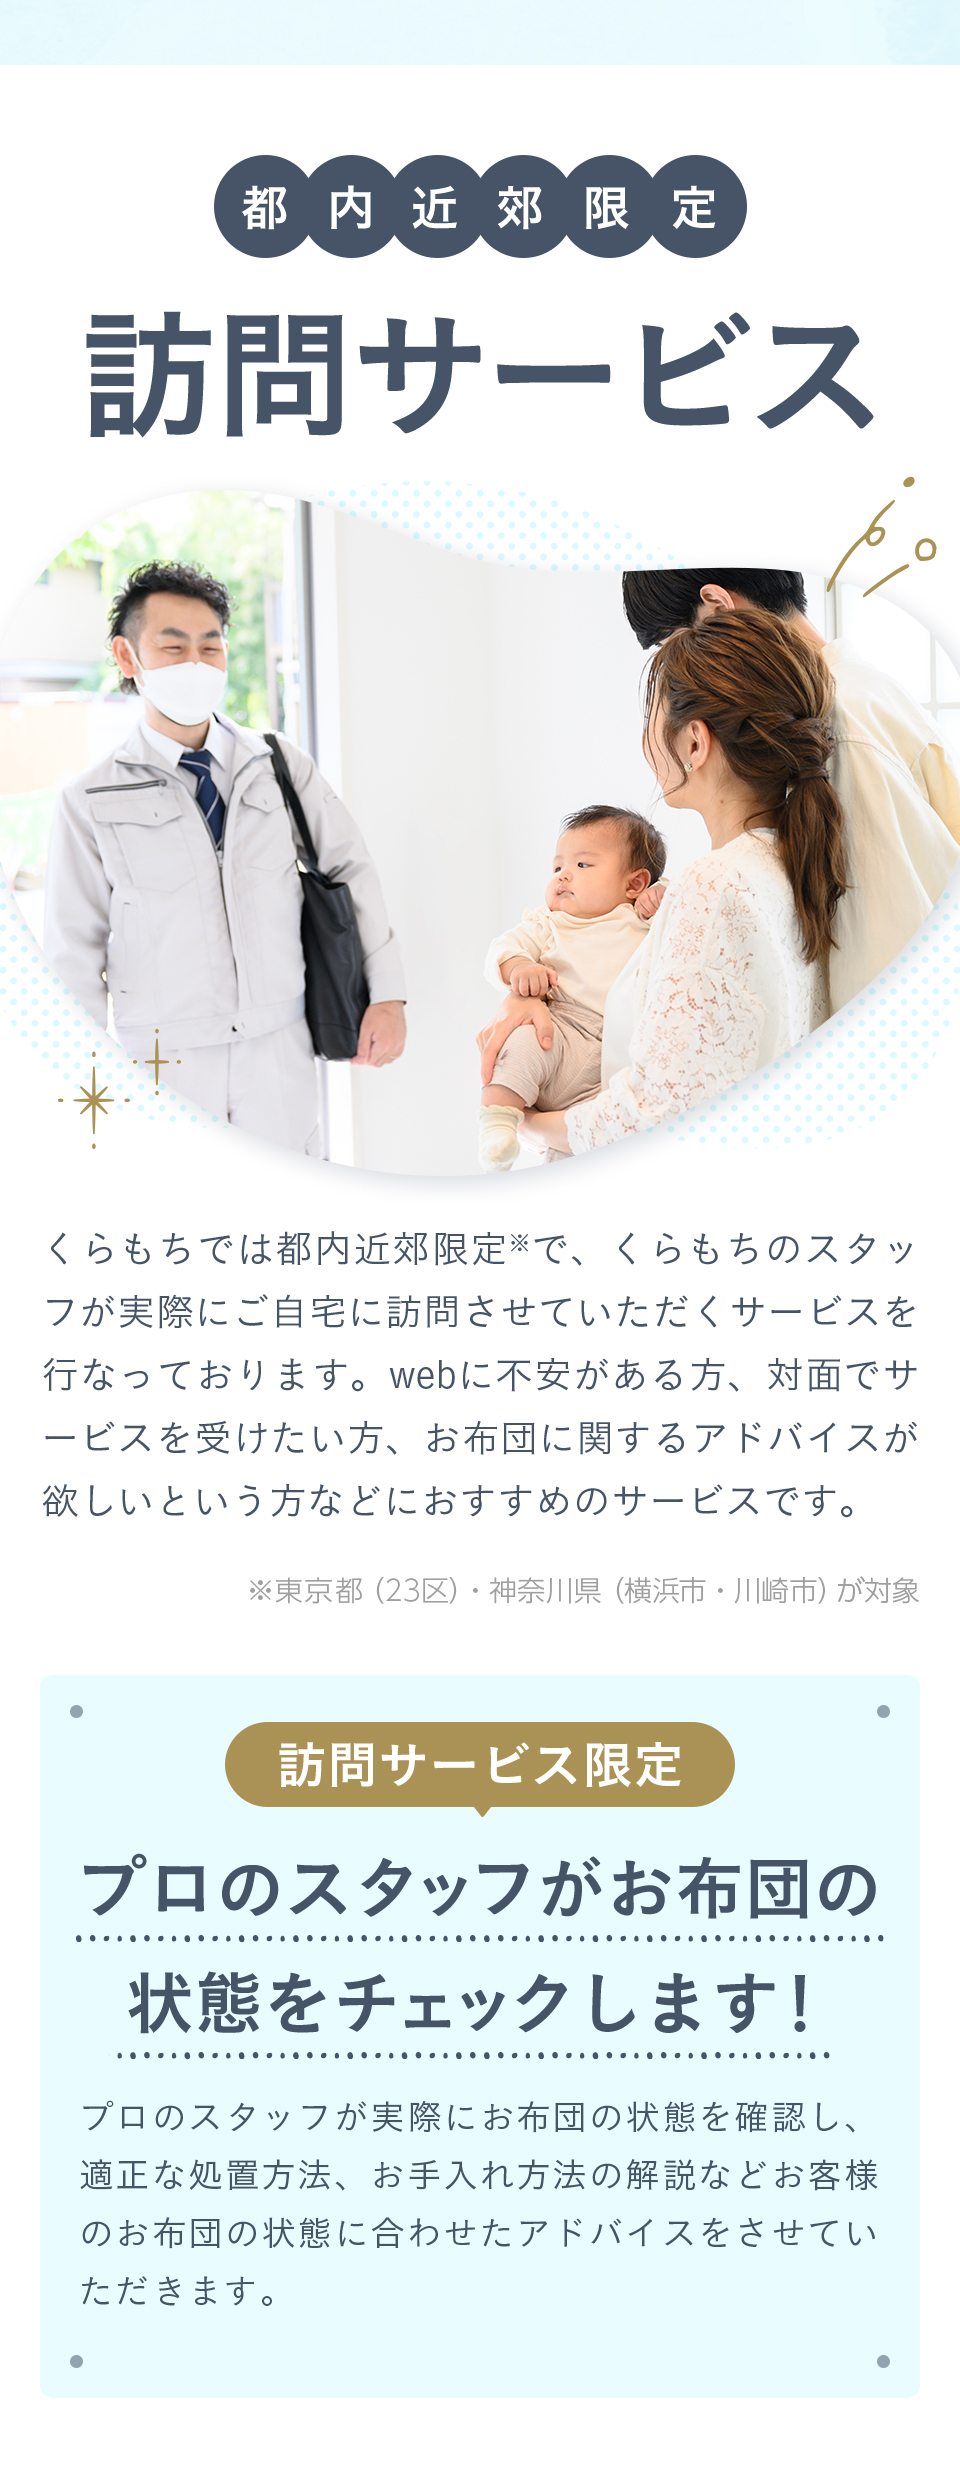 都内近郊限定
訪問サービス
くらもちでは都内近郊限定※で、くらもちのスタッ
フが実際にご自宅に訪問させていただくサービスを
行なっております。webに不安がある方、対面でサ
ービスを受けたい方、お布団に関するアドバイスが
欲しいという方などにおすすめのサービスです。
※東京都（23区）・神奈川県（横浜市・川崎市）が対象
訪問サービス限定
プロのスタッフがお布団の
状態をチェックします！
プロのスタッフが実際にお布団の状態を確認し、
適正な処置方法、お手入れ方法の解説などお客様
のお布団の状態に合わせたアドバイスをさせてい
ただきます。